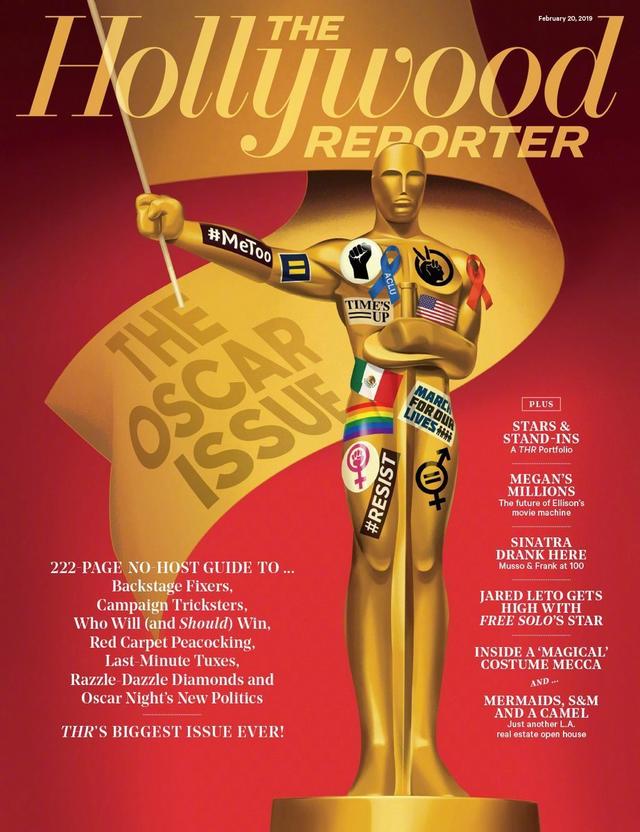 February 20, 2019
THE
Hollywood
REPORTER
#MeToo
ACLU
TIME'S
UP
THE
OSCAR
ISSUE
MARCH
FOR OUR
LIVES
#RESIST
222-PAGE NO-HOST GUIDE TO ...
Backstage Fixers,
Campaign Tricksters,
Who Will (and Should) Win,
Red Carpet Peacocking,
Last-Minute Tuxes,
Razzle-Dazzle Diamonds and
Oscar Night's New Politics
THR'S BIGGEST ISSUE EVER!
PLUS
STARS &
STAND-INS
A THR Portfolio
MEGAN'S
MILLIONS
The future of Ellison's
movie machine
SINATRA
DRANK HERE
Musso & Frank at 100
JARED LETO GETS
HIGH WITH
FREE SOLO'S STAR
INSIDE A 'MAGICAL'
COSTUME MECCA
AND ...
MERMAIDS, S&M
AND A CAMEL
Just another L.A.
real estate open house